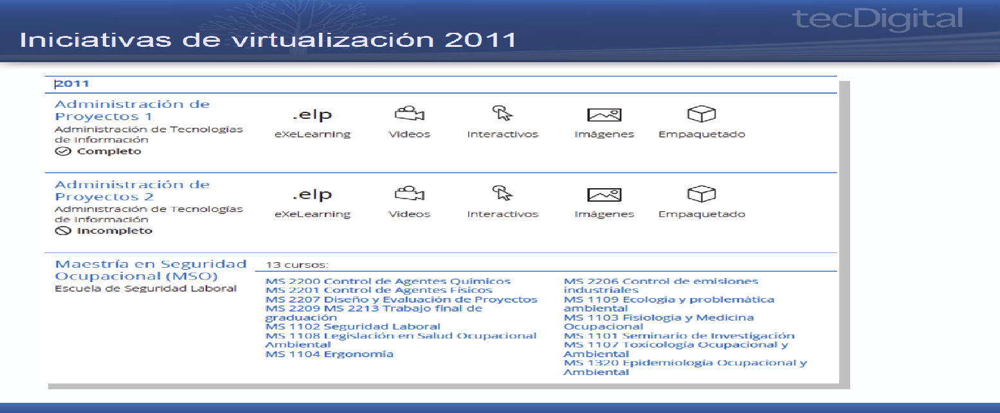 tecDigital
Iniciativas de virtualización 2011
2011
Administración de
Proyectos 1
Administración de Tecnologías
de Información
Completo
.elp
eXeLearning
Videos
Interactivos
Imágenes
Empaquetado
Administración de
Proyectos 2
Administración de Tecnologías
de Información
Incompleto
.elp
eXeLearning
Videos
Interactivos
Imágenes
Empaquetado
Maestría en Seguridad
Ocupacional (MSO)
Escuela de Seguridad Laboral
13 cursos:
MS 2200 Control de Agentes Químicos
MS 2201 Control de Agentes Físicos
MS 2207 Diseño y Evaluación de Proyectos
MS 2209 MS 2213 Trabajo final de
graduación
MS 1102 Seguridad Laboral
MS 1108 Legislación en Salud Ocupacional
Ambiental
MS 1104 Ergonomía
MS 2206 Control de emisiones
industriales
MS 1109 Ecología y problemática
ambiental
MS 1103 Fisiología y Medicina
Ocupacional
MS 1101 Seminario de Investigación
MS 1107 Toxicología Ocupacional y
Ambiental
MS 1320 Epidemiología Ocupacional y
Ambiental